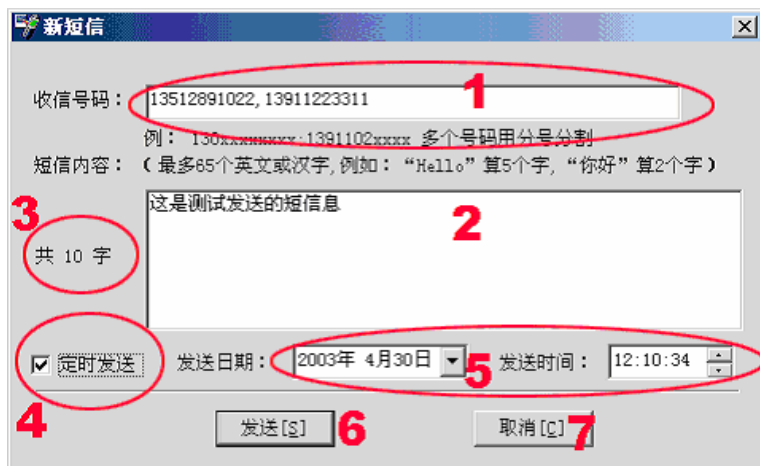 新短信
1
收信号码： 13512891022,13911223311
例： 130xxxxxxxx;1391102xxxx 多个号码用分号分割
短信内容：（最多65个英文或汉字,例如：“Hello”算5个字,“你好”算2个字）
这是测试发送的短信息
2
3
共 10 字
定时发送 发送日期： 2003年 4月30日 发送时间： 12:10:34
5
4
发送[S] 6 取消[C] 7